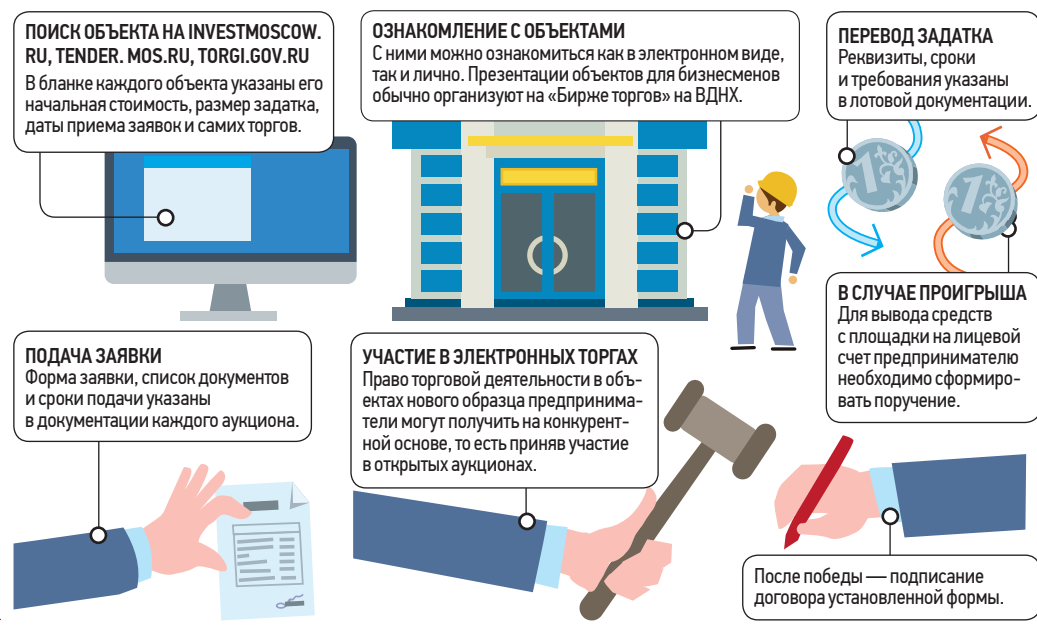 ПОИСК ОБЪЕКТА НА INVESTMOSCOW.
RU, TENDER. MOS.RU, TORGI.GOV.RU
В бланке каждого объекта указаны его
начальная стоимость, размер задатка,
даты приема заявок и самих торгов.
ОЗНАКОМЛЕНИЕ С ОБЪЕКТАМИ
С ними можно ознакомиться как в электронном виде,
так и лично. Презентации объектов для бизнесменов
обычно организуют на «Бирже торгов» на ВДНХ.
ПЕРЕВОД ЗАДАТКА
Реквизиты, сроки
и требования указаны
в лотовой документации.
1
1
ПОДАЧА ЗАЯВКИ
Форма заявки, список документов
и сроки подачи указаны
в документации каждого аукциона.
УЧАСТИЕ В ЭЛЕКТРОННЫХ ТОРГАХ
Право торговой деятельности в объ-
ектах нового образца предпринима-
тели могут получить на конкурент-
ной основе, то есть приняв участие
в открытых аукционах.
В СЛУЧАЕ ПРОИГРЫША
Для вывода средств
с площадки на лицевой
счет предпринимателю
необходимо сформиро-
вать поручение.
После победы — подписание
договора установленной формы.